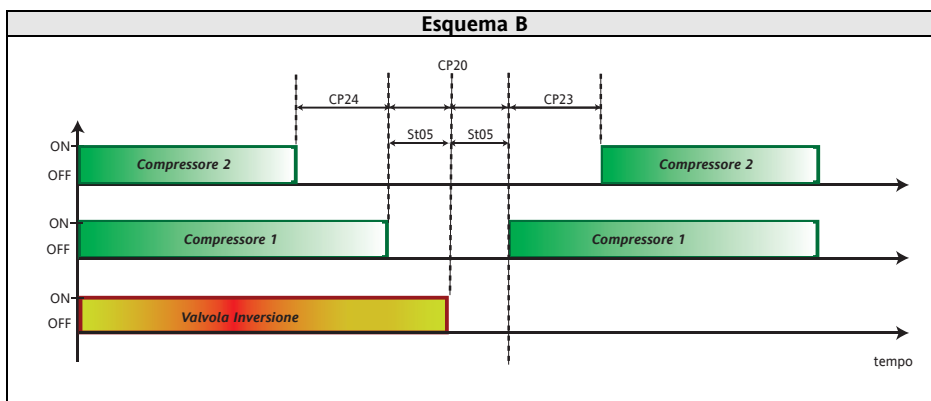 Esquema B
CP20
CP24 CP23
St05 St05
ON
OFF
Compressore 2 Compressore 2
ON
OFF
Compressore 1 Compressore 1
ON
OFF
Valvola Inversione
tempo